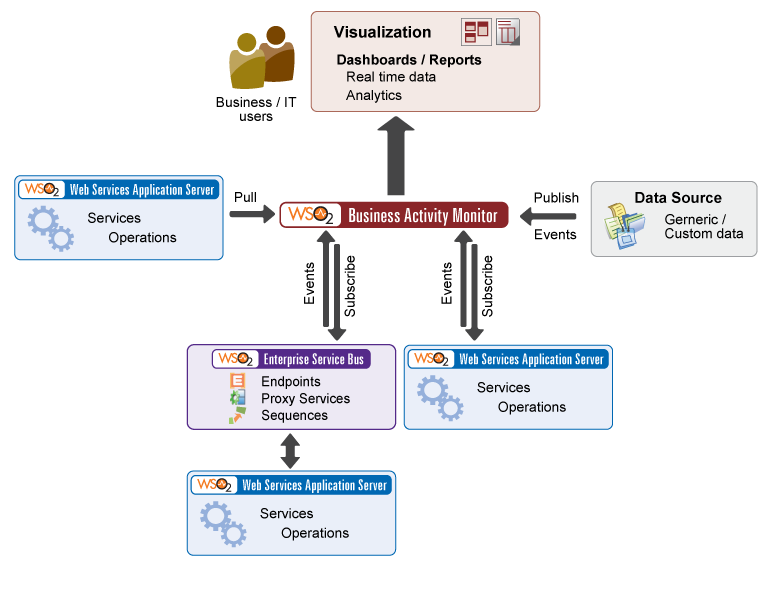 Visualization
Dashboards / Reports
Real time data
Analytics
Business / IT
users
WSO2 Web Services Application Server
Services
Operations
Pull
WSO2 Business Activity Monitor
Publish
Events
Data Source
Gerneric /
Custom data
Events
Subscribe
Events
Subscribe
WSO2 Enterprise Service Bus
Endpoints
Proxy Services
Sequences
WSO2 Web Services Application Server
Services
Operations
WSO2 Web Services Application Server
Services
Operations